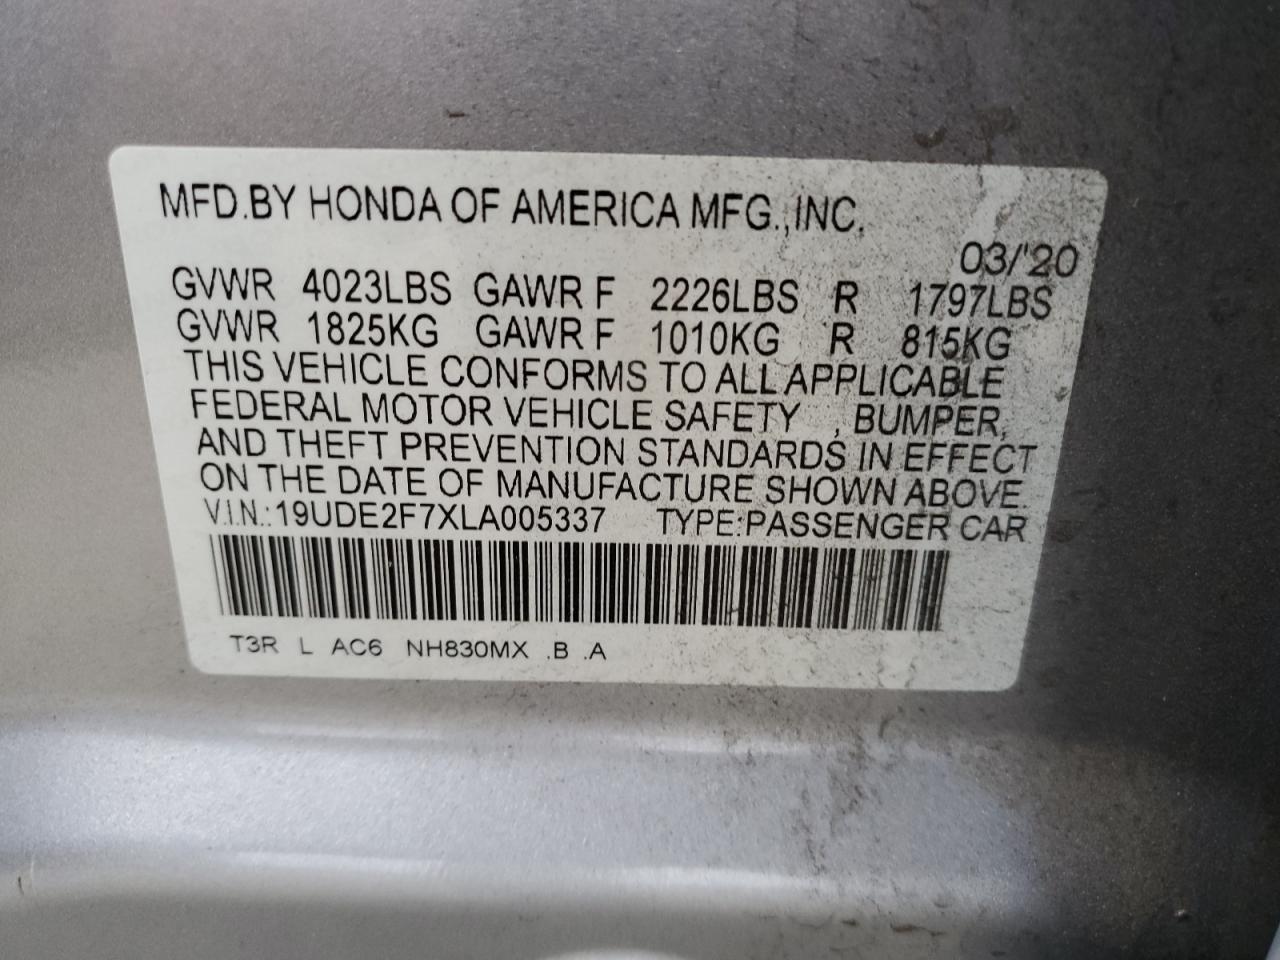 MFD.BY HONDA OF AMERICA MFG.,INC.
03/'20
GVWR 4023LBS GAWR F 2226LBS R 1797LBS
GVWR 1825KG GAWR F 1010KG R 815KG
THIS VEHICLE CONFORMS TO ALL APPLICABLE
FEDERAL MOTOR VEHICLE SAFETY , BUMPER,
AND THEFT PREVENTION STANDARDS IN EFFECT
ON THE DATE OF MANUFACTURE SHOWN ABOVE.
V.I.N.:19UDE2F7XLA005337 TYPE:PASSENGER CAR
T3R L AC6 NH830MX .B .A